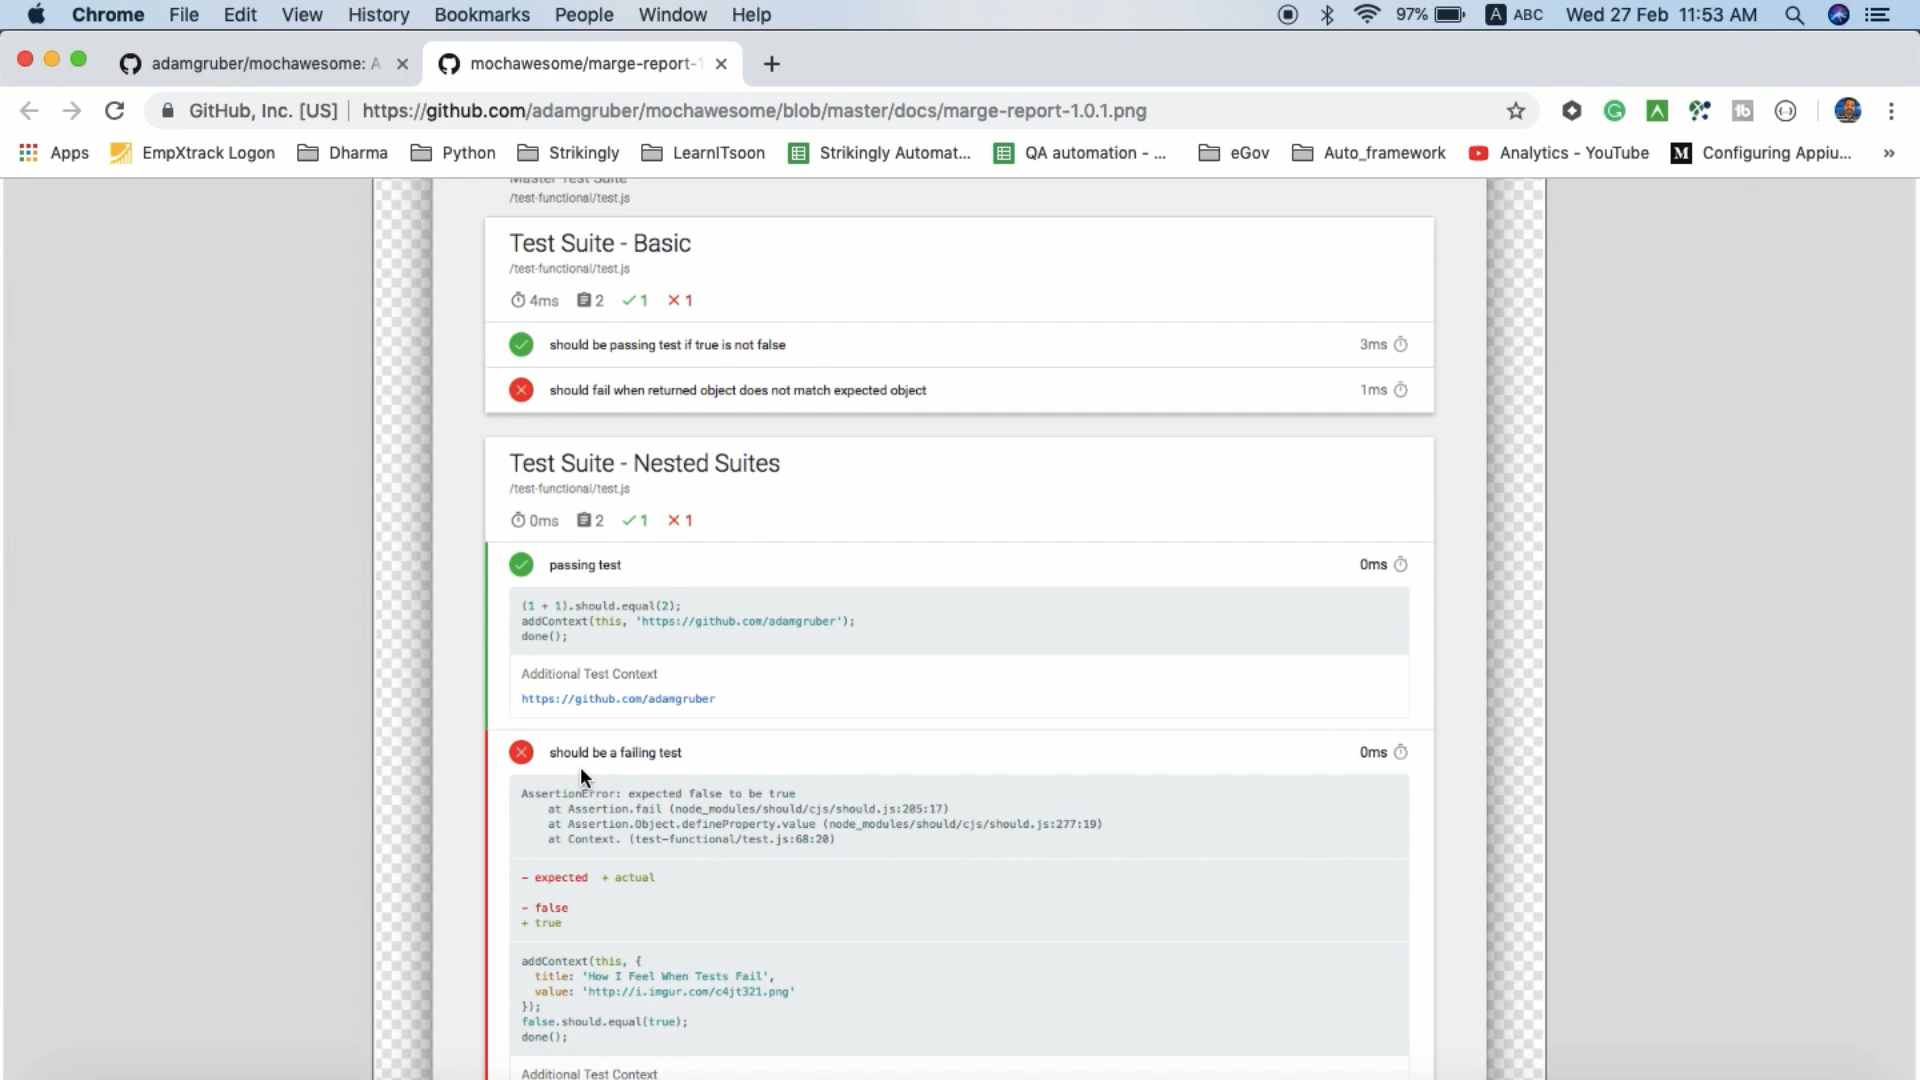 Chrome File Edit View History Bookmarks People Window Help 97% A ABC Wed 27 Feb 11:53 AM
adamgruber/mochawesome: A mochawesome/marge-report-1
GitHub, Inc. [US] https://github.com/adamgruber/mochawesome/blob/master/docs/marge-report-1.0.1.png
Apps EmpXtrack Logon Dharma Python Strikingly LearnITsoon Strikingly Automat... QA automation - ... eGov Auto_framework Analytics - YouTube M Configuring Appiu... »
Master Test Suite
/test-functional/test.js
Test Suite - Basic
/test-functional/test.js
4ms 2 ✓1 ✕1
should be passing test if true is not false 3ms
should fail when returned object does not match expected object 1ms
Test Suite - Nested Suites
/test-functional/test.js
0ms 2 ✓1 ✕1
passing test 0ms
(1 + 1).should.equal(2);
addContext(this, 'https://github.com/adamgruber');
done();
Additional Test Context
https://github.com/adamgruber
should be a failing test 0ms
AssertionError: expected false to be true
at Assertion.fail (node_modules/should/cjs/should.js:205:17)
at Assertion.Object.defineProperty.value (node_modules/should/cjs/should.js:277:19)
at Context. (test-functional/test.js:68:20)
- expected + actual
- false
+ true
addContext(this, {
title: 'How I Feel When Tests Fail',
value: 'http://i.imgur.com/c4jt321.png'
});
false.should.equal(true);
done();
Additional Test Context